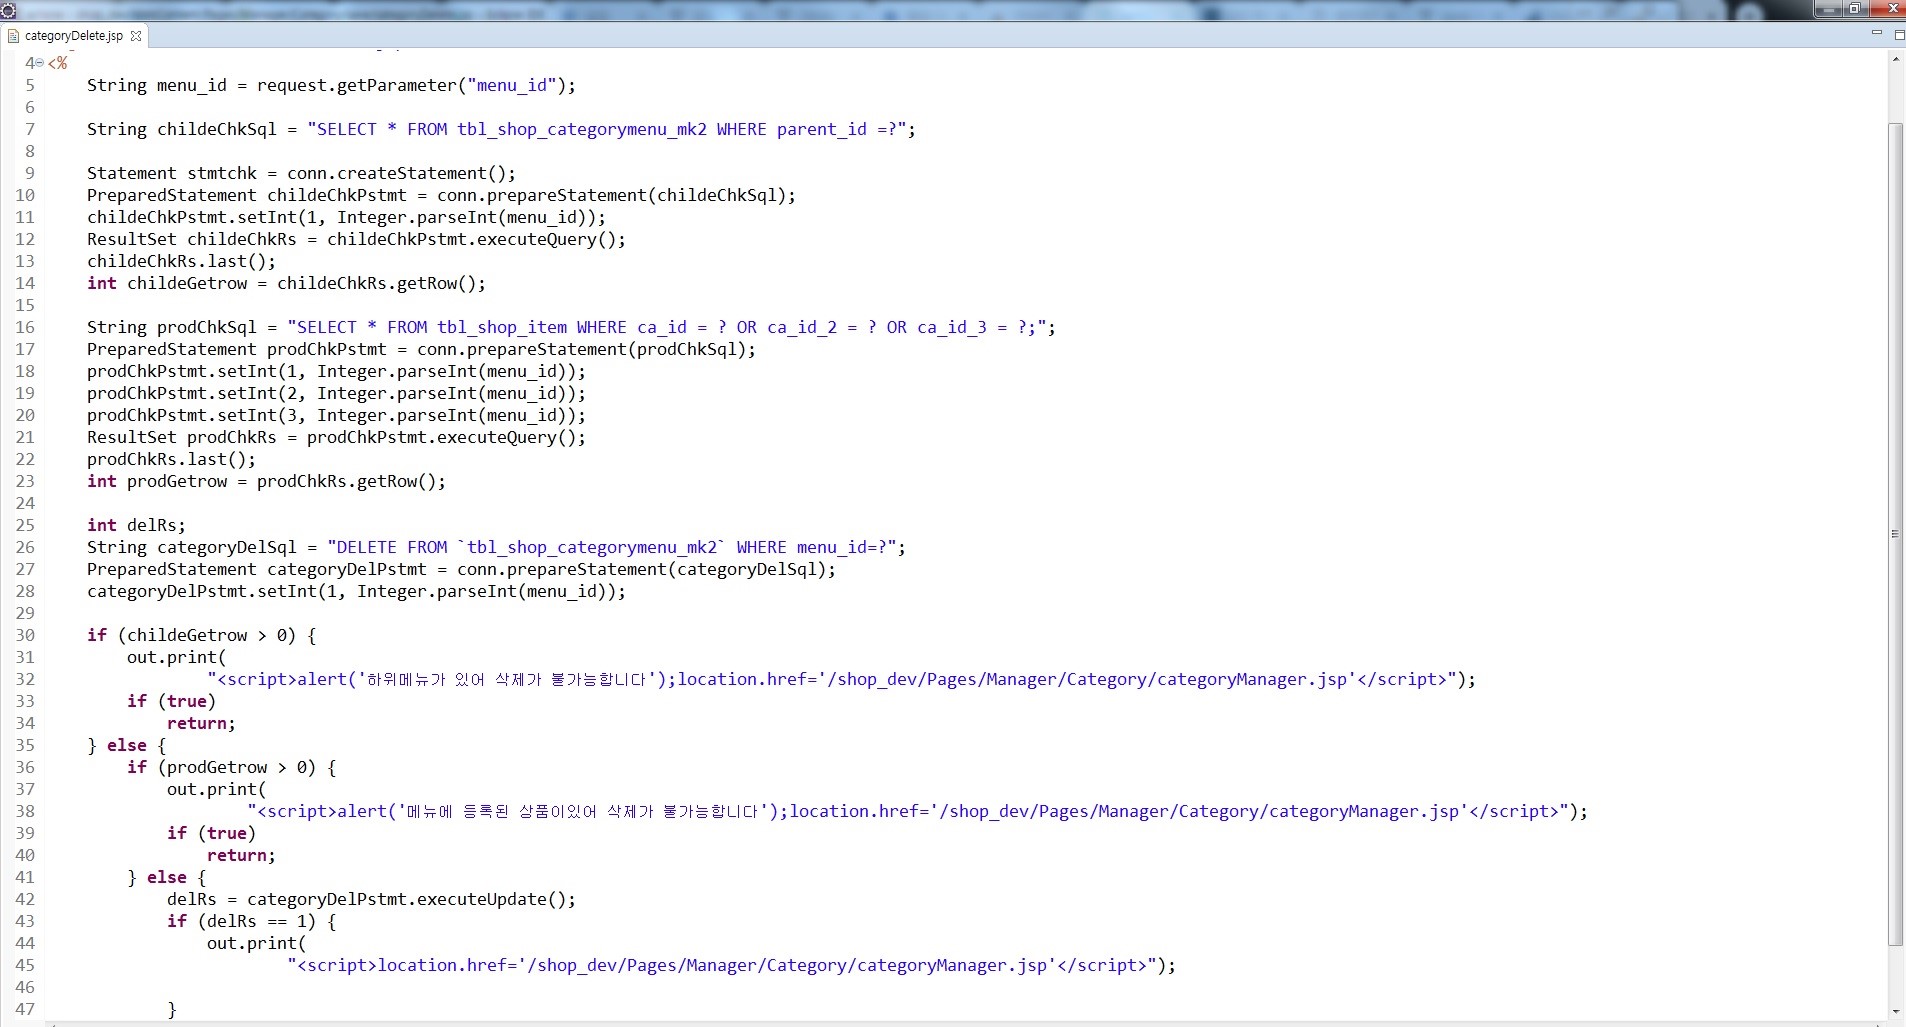 categoryDelete.jsp
4 <%
5 String menu_id = request.getParameter("menu_id");
6
7 String childeChkSql = "SELECT * FROM tbl_shop_categorymenu_mk2 WHERE parent_id =?";
8
9 Statement stmtchk = conn.createStatement();
10 PreparedStatement childeChkPstmt = conn.prepareStatement(childeChkSql);
11 childeChkPstmt.setInt(1, Integer.parseInt(menu_id));
12 ResultSet childeChkRs = childeChkPstmt.executeQuery();
13 childeChkRs.last();
14 int childeGetrow = childeChkRs.getRow();
15
16 String prodChkSql = "SELECT * FROM tbl_shop_item WHERE ca_id = ? OR ca_id_2 = ? OR ca_id_3 = ?;";
17 PreparedStatement prodChkPstmt = conn.prepareStatement(prodChkSql);
18 prodChkPstmt.setInt(1, Integer.parseInt(menu_id));
19 prodChkPstmt.setInt(2, Integer.parseInt(menu_id));
20 prodChkPstmt.setInt(3, Integer.parseInt(menu_id));
21 ResultSet prodChkRs = prodChkPstmt.executeQuery();
22 prodChkRs.last();
23 int prodGetrow = prodChkRs.getRow();
24
25 int delRs;
26 String categoryDelSql = "DELETE FROM `tbl_shop_categorymenu_mk2` WHERE menu_id=?";
27 PreparedStatement categoryDelPstmt = conn.prepareStatement(categoryDelSql);
28 categoryDelPstmt.setInt(1, Integer.parseInt(menu_id));
29
30 if (childeGetrow > 0) {
31 out.print(
32 "<script>alert('하위메뉴가 있어 삭제가 불가능합니다');location.href='/shop_dev/Pages/Manager/Category/categoryManager.jsp'</script>");
33 if (true)
34 return;
35 } else {
36 if (prodGetrow > 0) {
37 out.print(
38 "<script>alert('메뉴에 등록된 상품이있어 삭제가 불가능합니다');location.href='/shop_dev/Pages/Manager/Category/categoryManager.jsp'</script>");
39 if (true)
40 return;
41 } else {
42 delRs = categoryDelPstmt.executeUpdate();
43 if (delRs == 1) {
44 out.print(
45 "<script>location.href='/shop_dev/Pages/Manager/Category/categoryManager.jsp'</script>");
46
47 }